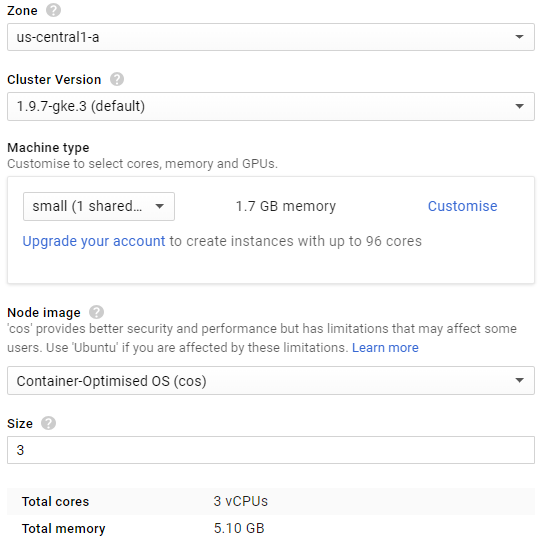 Zone ?
us-central1-a
Cluster Version ?
1.9.7-gke.3 (default)
Machine type
Customise to select cores, memory and GPUs.
small (1 shared... 1.7 GB memory Customise
Upgrade your account to create instances with up to 96 cores
Node image ?
'cos' provides better security and performance but has limitations that may affect some
users. Use 'Ubuntu' if you are affected by these limitations. Learn more
Container-Optimised OS (cos)
Size ?
3
Total cores 3 vCPUs
Total memory 5.10 GB